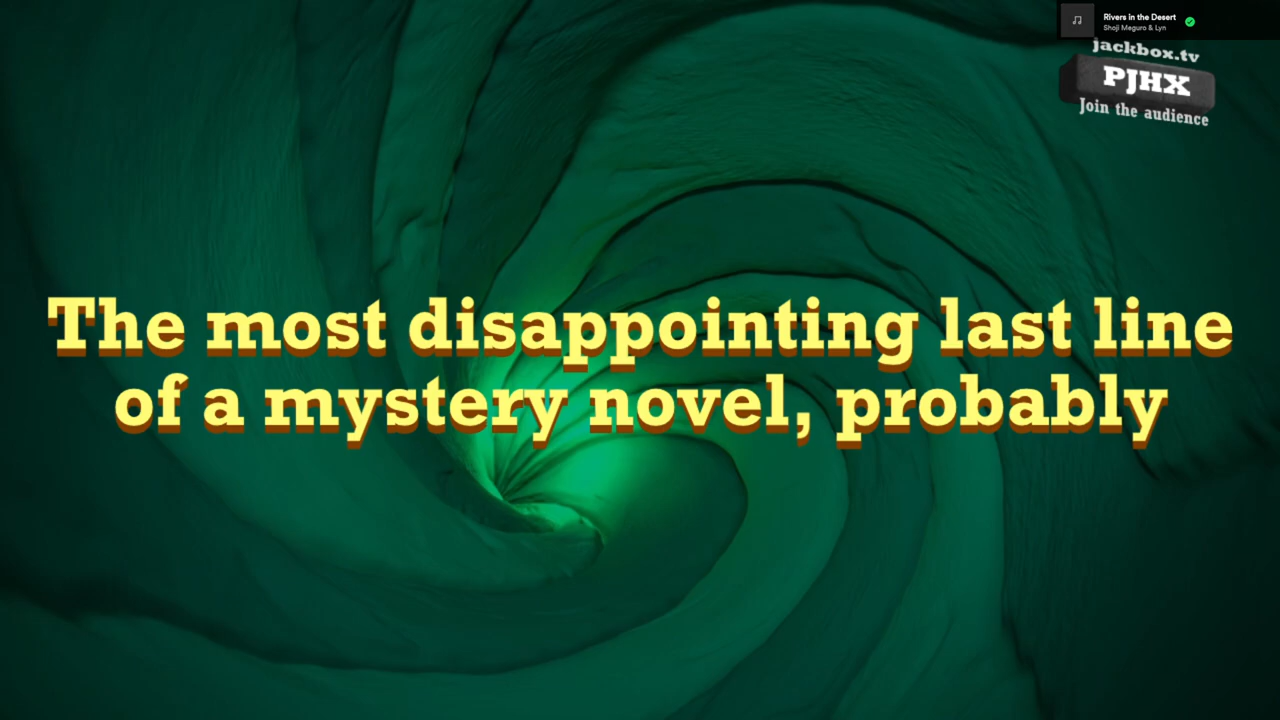 Rivers in the Desert
Shoji Meguro & Lyn
jackbox.tv
PJHX
Join the audience
The most disappointing last line
of a mystery novel, probably